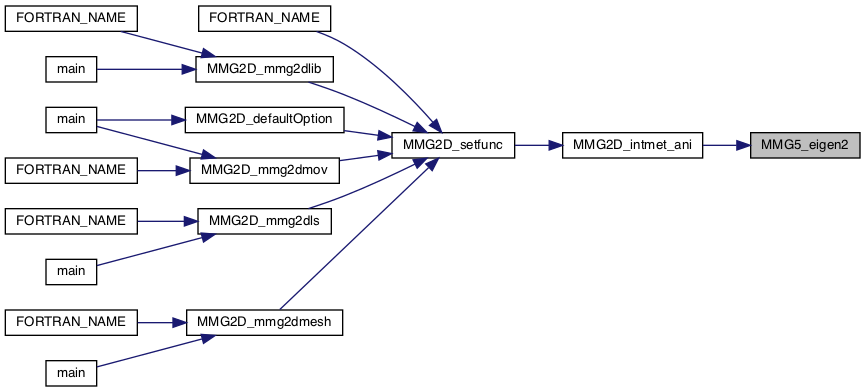 FORTRAN_NAME
FORTRAN_NAME
main
MMG2D_mmg2dlib
main
MMG2D_defaultOption
MMG2D_setfunc
MMG2D_intmet_ani
MMG5_eigen2
FORTRAN_NAME
MMG2D_mmg2dmov
FORTRAN_NAME
MMG2D_mmg2dls
main
FORTRAN_NAME
MMG2D_mmg2dmesh
main